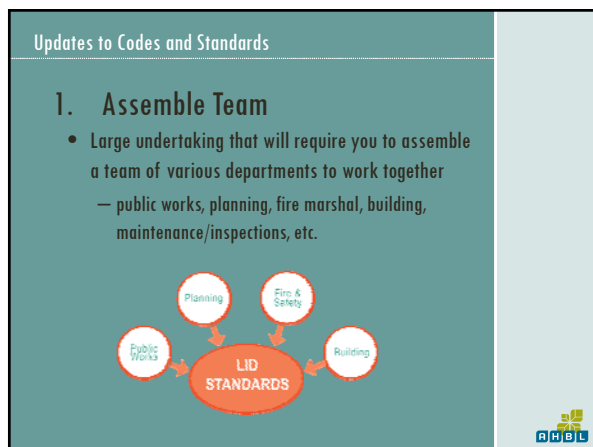 Updates to Codes and Standards
1. Assemble Team
• Large undertaking that will require you to assemble
a team of various departments to work together
– public works, planning, fire marshal, building,
maintenance/inspections, etc.
Planning
Fire &
Safety
Public
Works
Building
LID
STANDARDS
AHBL